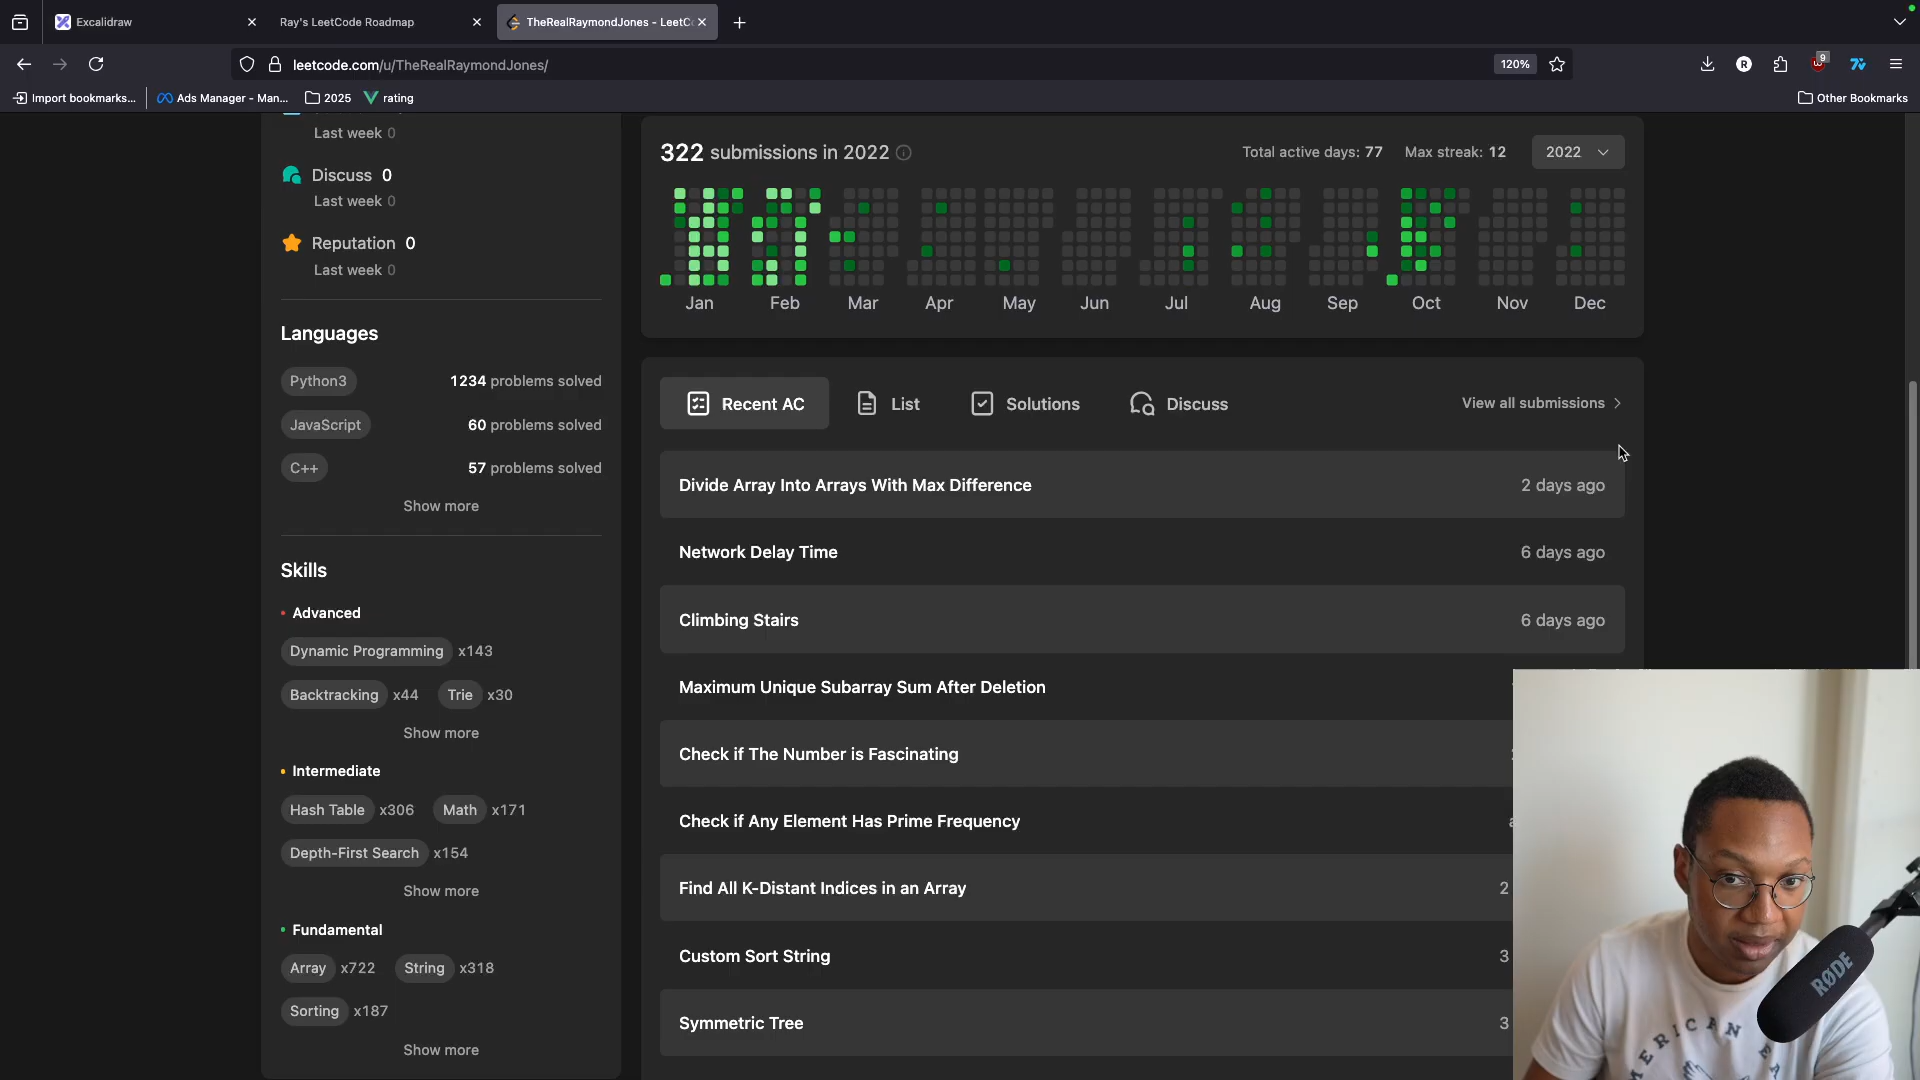 Excalidraw
Ray's LeetCode Roadmap
TheRealRaymondJones - LeetC
leetcode.com/u/TheRealRaymondJones/
120%
R
9
Import bookmarks...
Ads Manager - Man...
2025
rating
Other Bookmarks
Last week 0
Discuss 0
Last week 0
Reputation 0
Last week 0
Languages
Python3 1234 problems solved
JavaScript 60 problems solved
C++ 57 problems solved
Show more
Skills
Advanced
Dynamic Programming x143
Backtracking x44 Trie x30
Show more
Intermediate
Hash Table x306 Math x171
Depth-First Search x154
Show more
Fundamental
Array x722 String x318
Sorting x187
Show more
322 submissions in 2022
Total active days: 77 Max streak: 12
2022
Jan Feb Mar Apr May Jun Jul Aug Sep Oct Nov Dec
Recent AC
List
Solutions
Discuss
View all submissions
Divide Array Into Arrays With Max Difference 2 days ago
Network Delay Time 6 days ago
Climbing Stairs 6 days ago
Maximum Unique Subarray Sum After Deletion
Check if The Number is Fascinating
Check if Any Element Has Prime Frequency
Find All K-Distant Indices in an Array 2
Custom Sort String 3
Symmetric Tree 3
RØDE